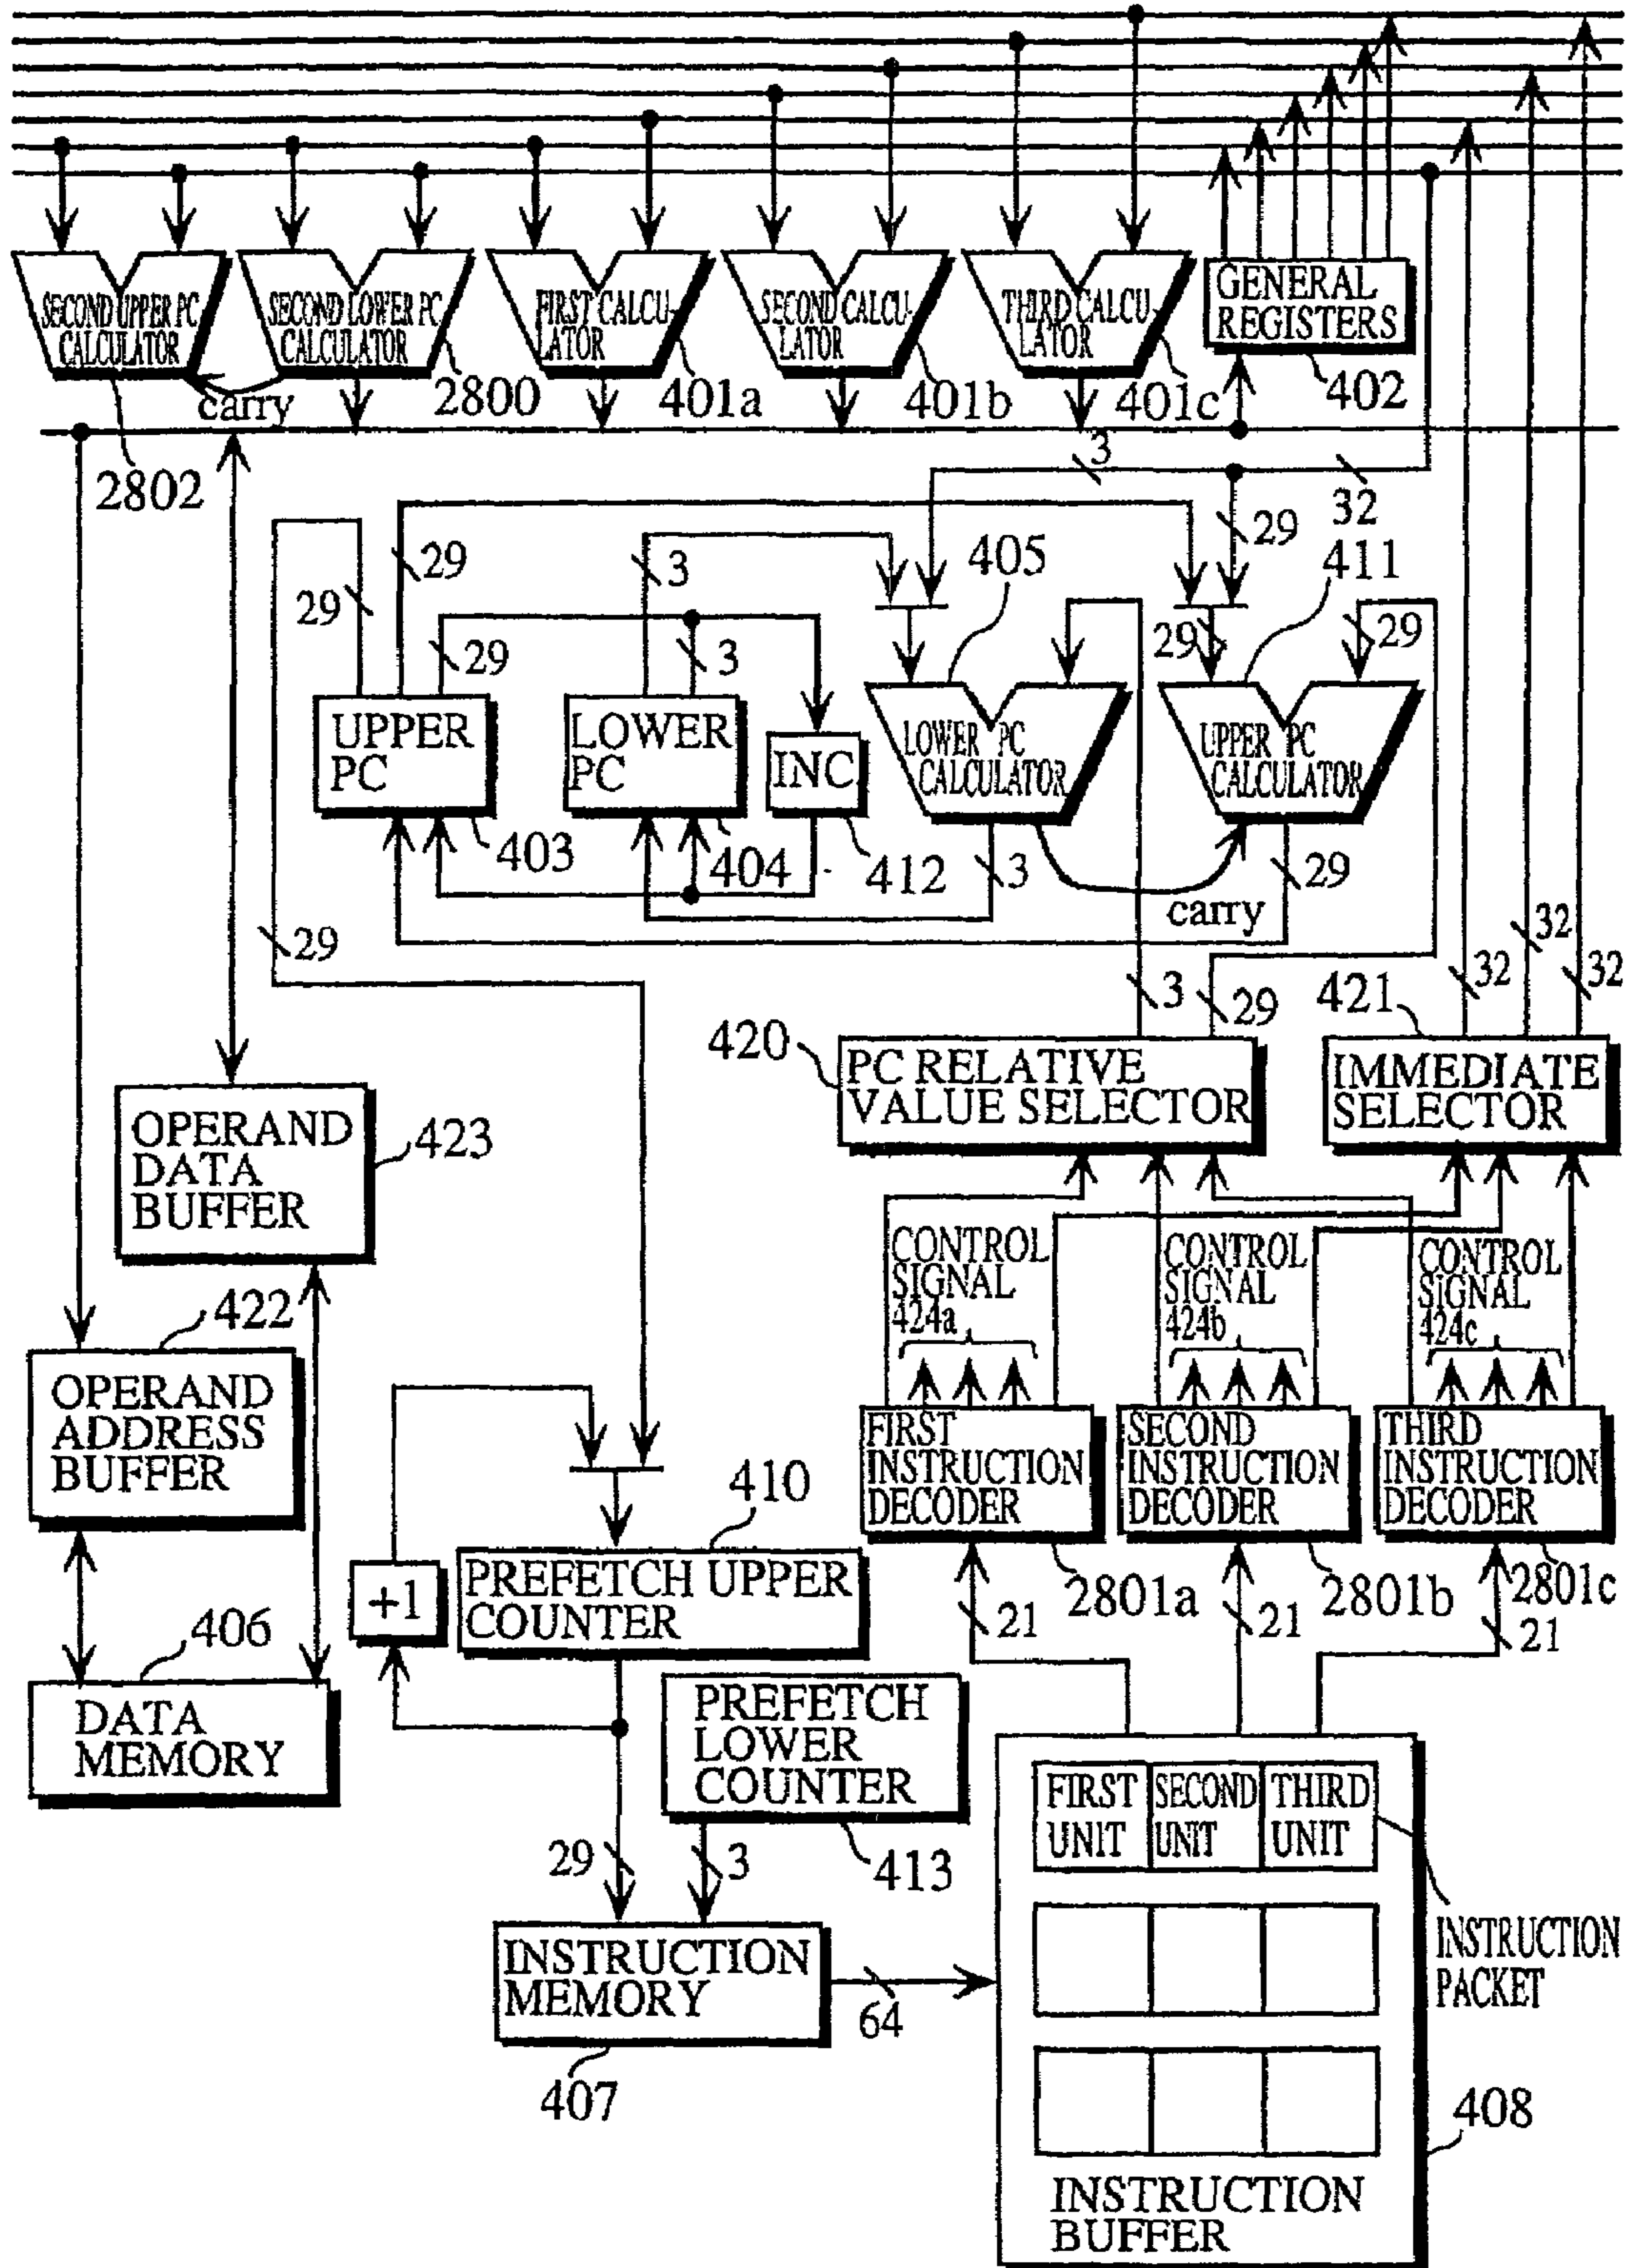 SECOND UPPER PC
CALCULATOR
SECOND LOWER PC
CALCULATOR
FIRST CALCU-
LATOR
SECOND CALCU-
LATOR
THIRD CALCU-
LATOR
GENERAL
REGISTERS
carry
2800
401a
401b
401c
402
2802
3
32
29
405
411
29
29
3
29
3
29
29
UPPER
PC
LOWER
PC
INC
LOWER PC
CALCULATOR
UPPER PC
CALCULATOR
403
404
412
3
29
carry
29
32
32
32
3
29
421
420
PC RELATIVE
VALUE SELECTOR
IMMEDIATE
SELECTOR
OPERAND
DATA
BUFFER
423
CONTROL
SIGNAL
424a
CONTROL
SIGNAL
424b
CONTROL
SIGNAL
424c
422
OPERAND
ADDRESS
BUFFER
FIRST
INSTRUCTION
DECODER
SECOND
INSTRUCTION
DECODER
THIRD
INSTRUCTION
DECODER
410
+1
PREFETCH UPPER
COUNTER
2801a
2801b
2801c
21
21
21
406
DATA
MEMORY
PREFETCH
LOWER
COUNTER
413
29
3
FIRST
UNIT
SECOND
UNIT
THIRD
UNIT
INSTRUCTION
PACKET
INSTRUCTION
MEMORY
64
407
408
INSTRUCTION
BUFFER